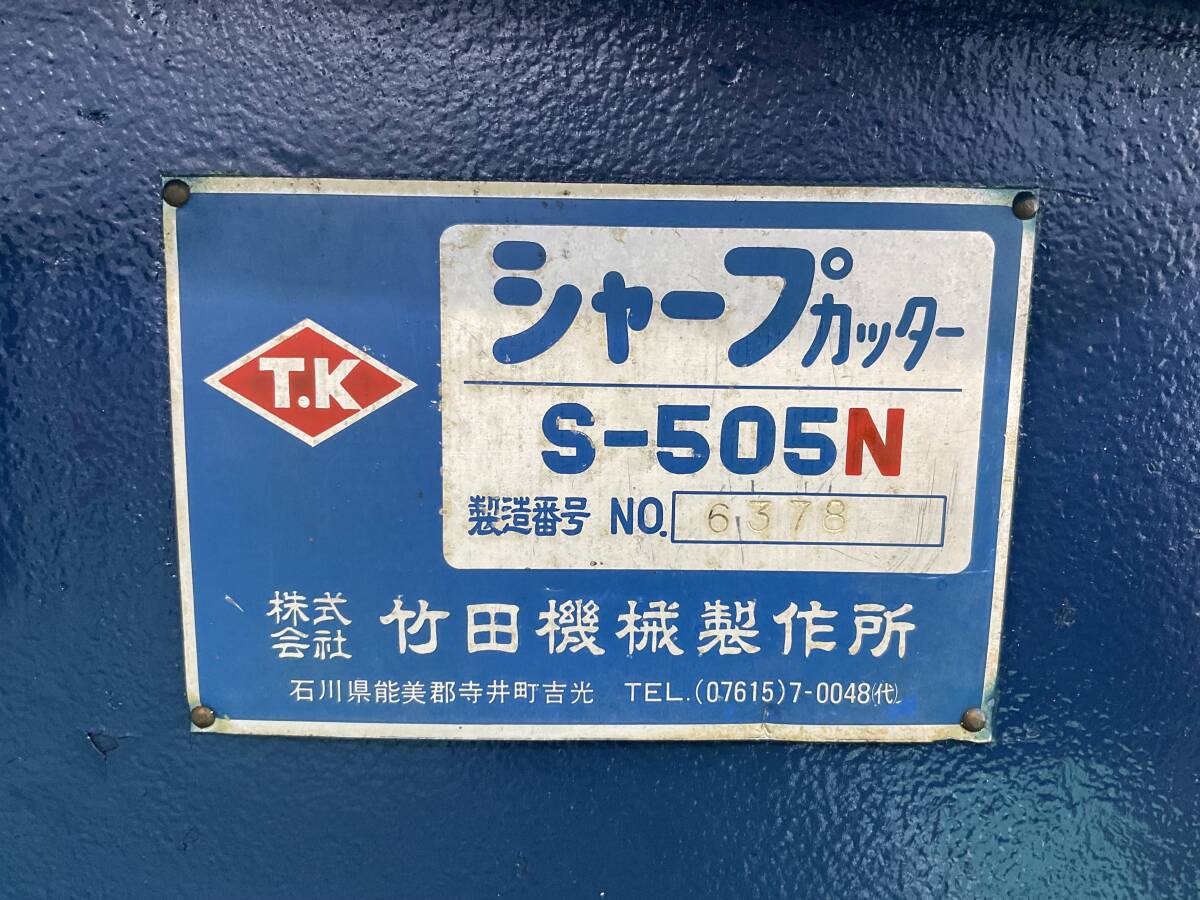 T.K
シャープカッター
S-505N
製造番号 NO. 6378
株式会社 竹田機械製作所
石川県能美郡寺井町吉光 TEL.(07615)7-0048(代)